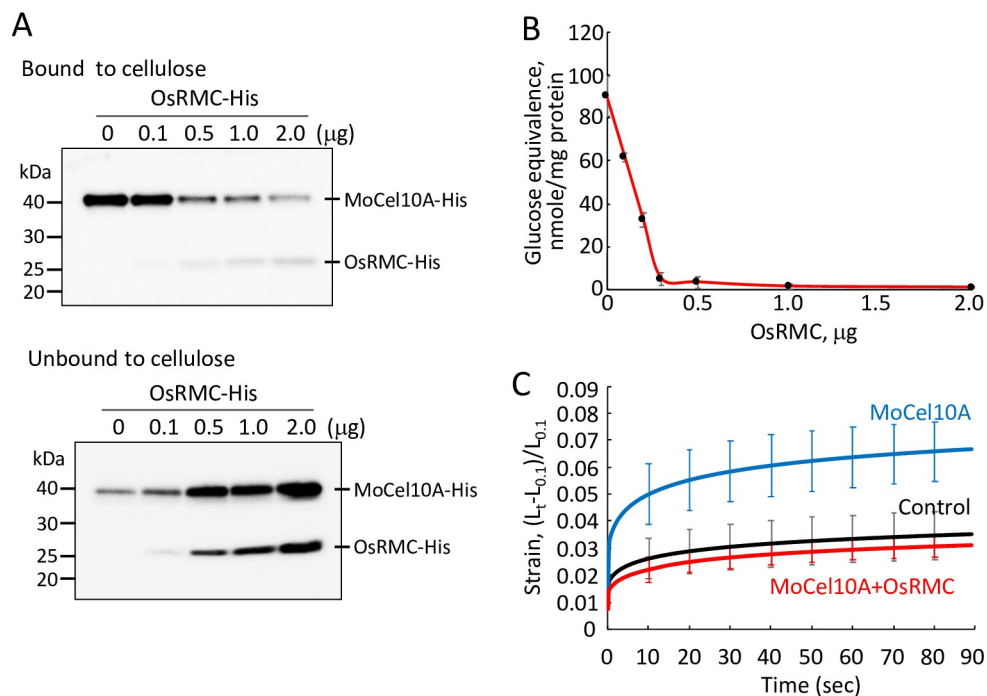 A
Bound to cellulose
OsRMC-His
0 0.1 0.5 1.0 2.0 (µg)
kDa
40
30
25
20
MoCel10A-His
OsRMC-His
Unbound to cellulose
OsRMC-His
0 0.1 0.5 1.0 2.0 (µg)
kDa
40
30
25
20
MoCel10A-His
OsRMC-His
B
Glucose equivalence,
nmole/mg protein
120
100
80
60
40
20
0
0 0.5 1.0 1.5 2.0
OsRMC, µg
C
Strain, (Lt-L0.1)/L0.1
0.09
0.08
0.07
0.06
0.05
0.04
0.03
0.02
0.01
0
MoCel10A
Control
MoCel10A+OsRMC
0 10 20 30 40 50 60 70 80 90
Time (sec)